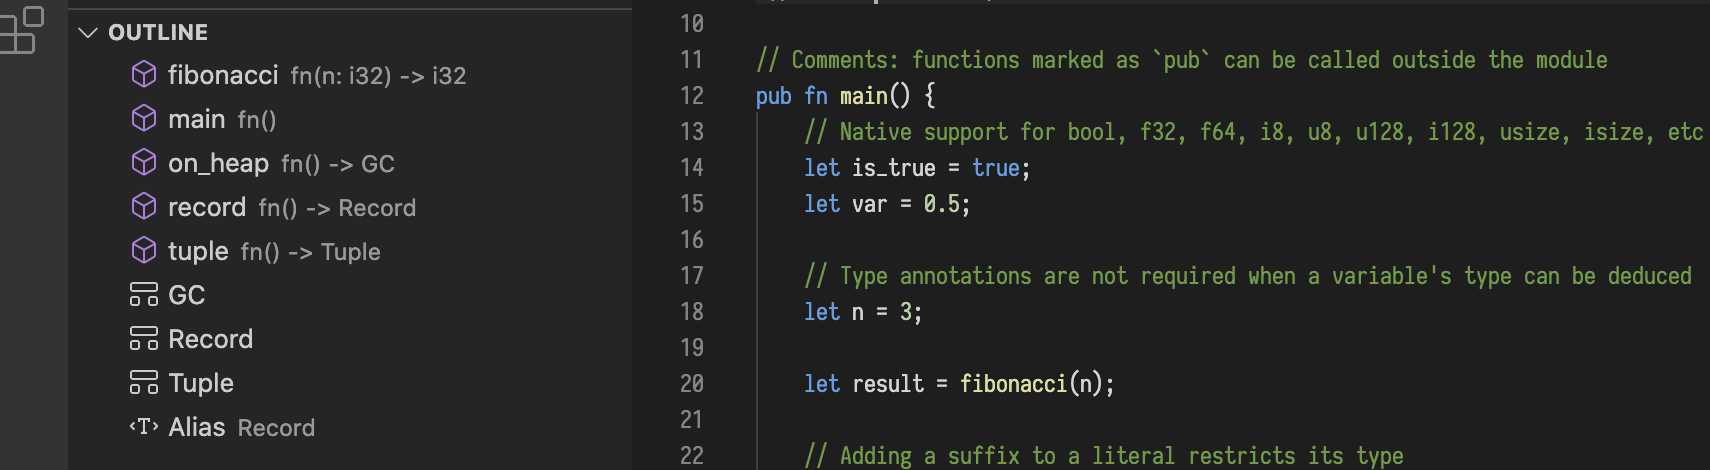 OUTLINE
fibonacci fn(n: i32) -> i32
main fn()
on_heap fn() -> GC
record fn() -> Record
tuple fn() -> Tuple
GC
Record
Tuple
<T> Alias Record
10
11 // Comments: functions marked as `pub` can be called outside the module
12 pub fn main() {
13 // Native support for bool, f32, f64, i8, u8, u128, i128, usize, isize, etc
14 let is_true = true;
15 let var = 0.5;
16
17 // Type annotations are not required when a variable's type can be deduced
18 let n = 3;
19
20 let result = fibonacci(n);
21
22 // Adding a suffix to a literal restricts its type